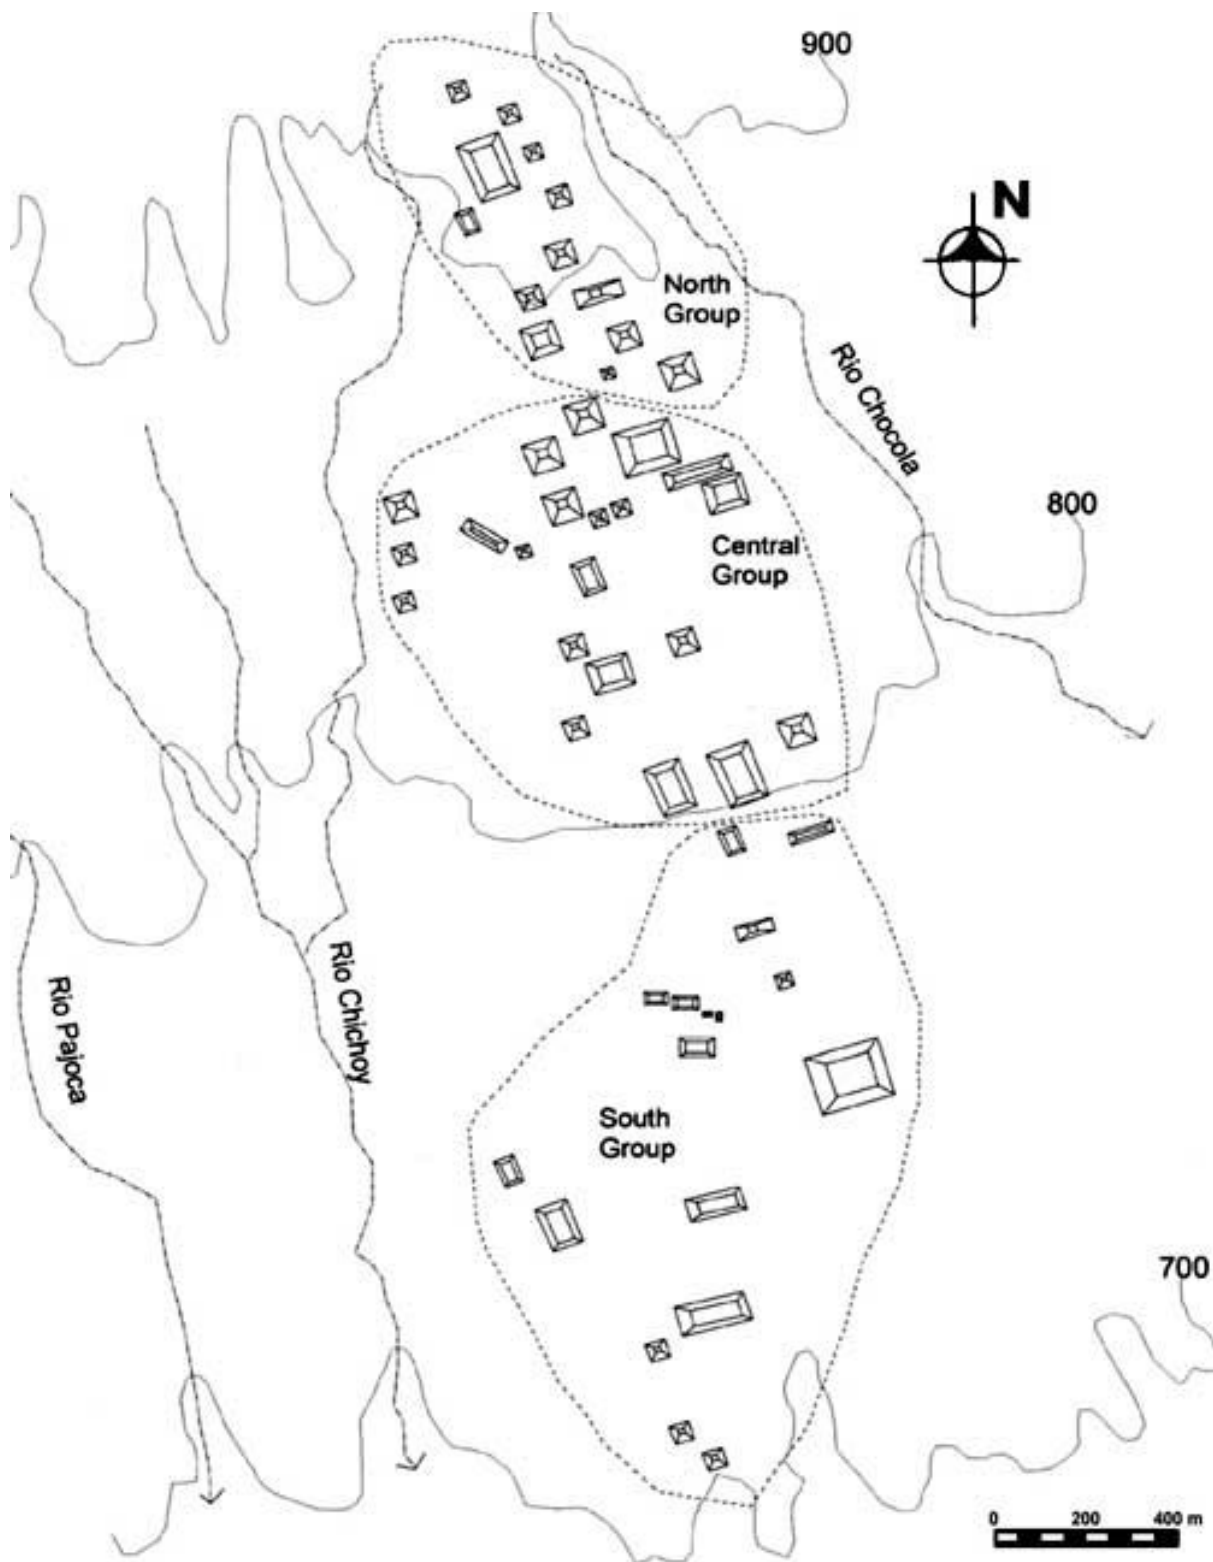 900
N
North
Group
Rio Chocola
800
Central
Group
Rio Pajoca
Rio Chichoy
South
Group
700
0 200 400 m